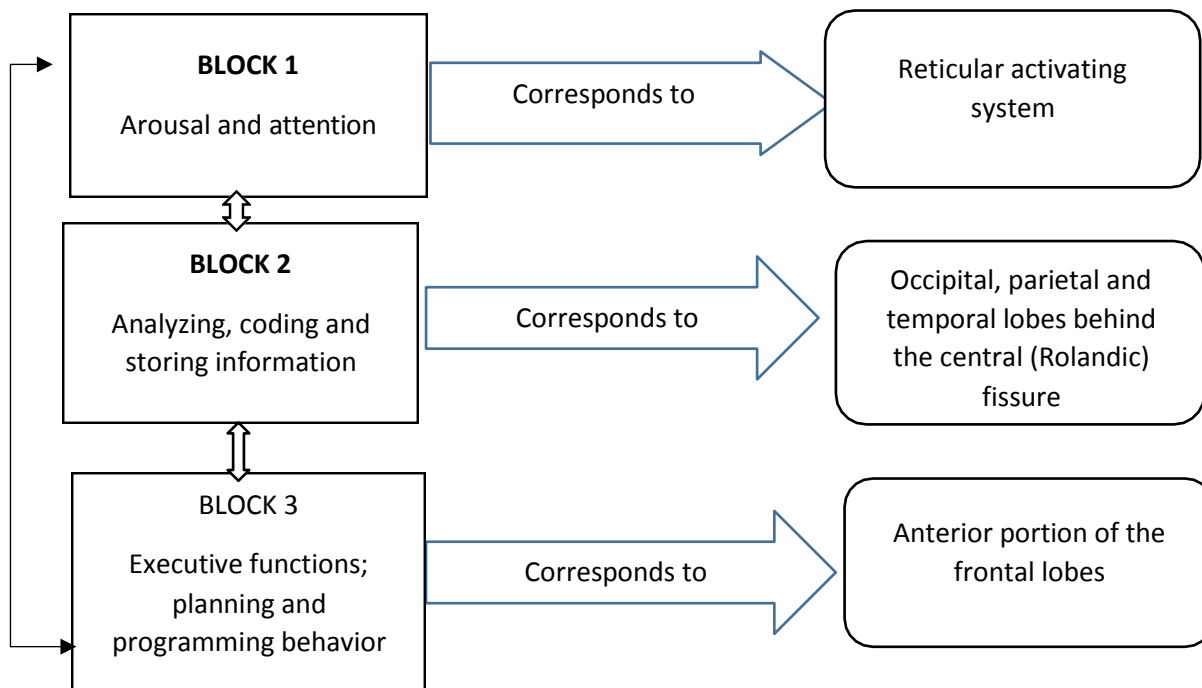 BLOCK 1
Arousal and attention
Corresponds to
Reticular activating
system
BLOCK 2
Analyzing, coding and
storing information
Corresponds to
Occipital, parietal and
temporal lobes behind
the central (Rolandic)
fissure
BLOCK 3
Executive functions;
planning and
programming behavior
Corresponds to
Anterior portion of the
frontal lobes